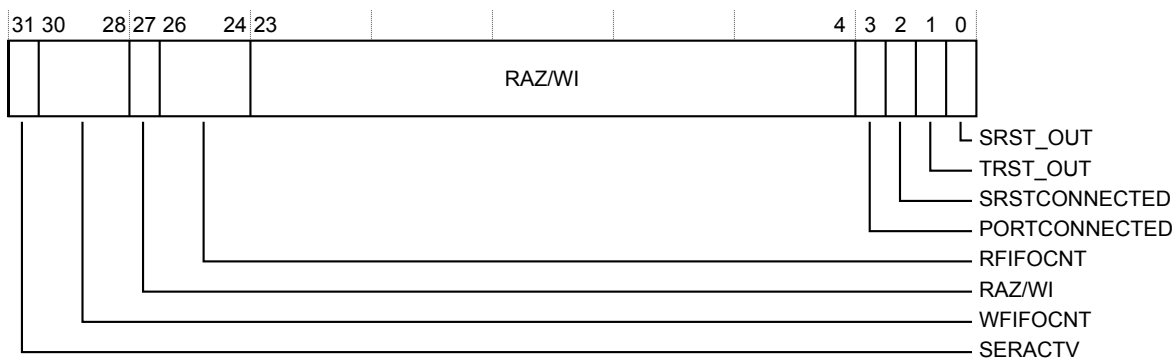 31 30 28 27 26 24 23 4 3 2 1 0
RAZ/WI
SRST_OUT
TRST_OUT
SRSTCONNECTED
PORTCONNECTED
RFIFOCNT
RAZ/WI
WFIFOCNT
SERACTV